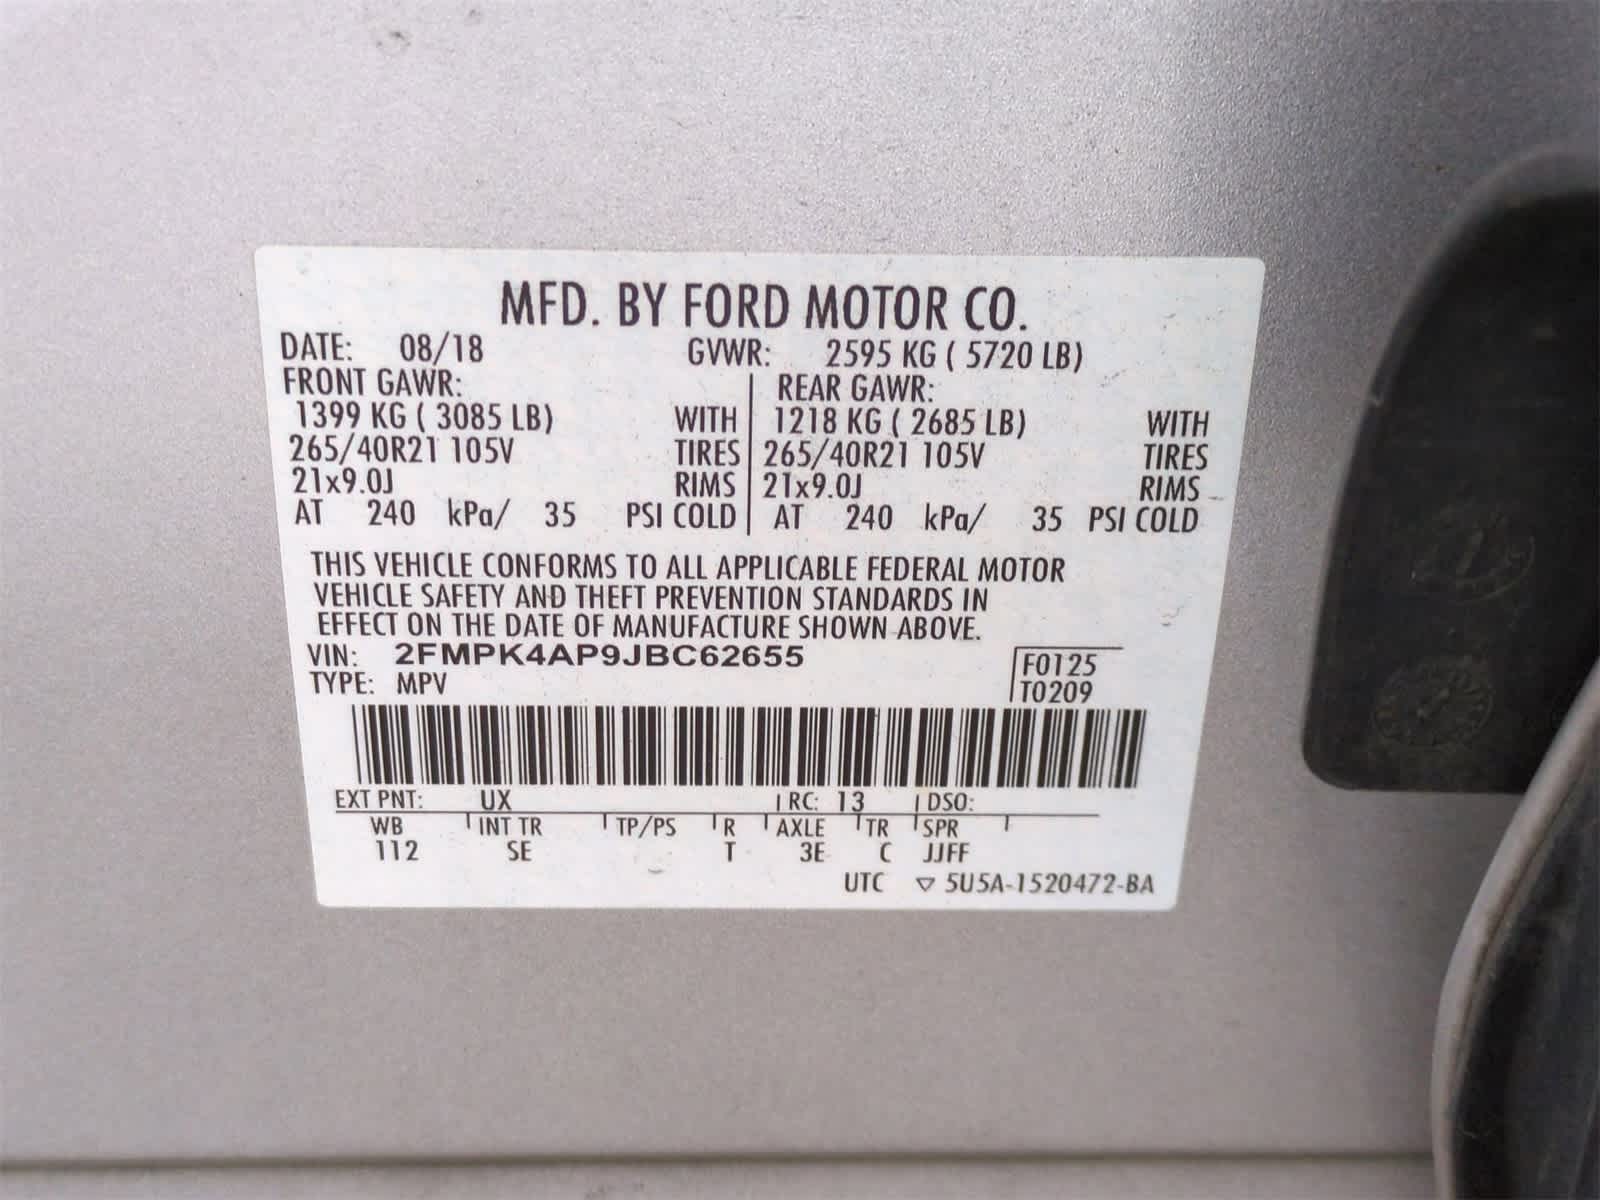 MFD. BY FORD MOTOR CO.
DATE: 08/18 GVWR: 2595 KG ( 5720 LB)
FRONT GAWR: REAR GAWR:
1399 KG ( 3085 LB) WITH 1218 KG ( 2685 LB) WITH
265/40R21 105V TIRES 265/40R21 105V TIRES
21x9.0J RIMS 21x9.0J RIMS
AT 240 kPa/ 35 PSI COLD AT 240 kPa/ 35 PSI COLD
THIS VEHICLE CONFORMS TO ALL APPLICABLE FEDERAL MOTOR
VEHICLE SAFETY AND THEFT PREVENTION STANDARDS IN
EFFECT ON THE DATE OF MANUFACTURE SHOWN ABOVE.
VIN: 2FMPK4AP9JBC62655 F0125
TYPE: MPV T0209
EXT PNT: UX RC: 13 DSO:
WB INT TR TP/PS R AXLE TR SPR
112 SE T 3E C JJFF
UTC ▽ 5U5A-1520472-BA